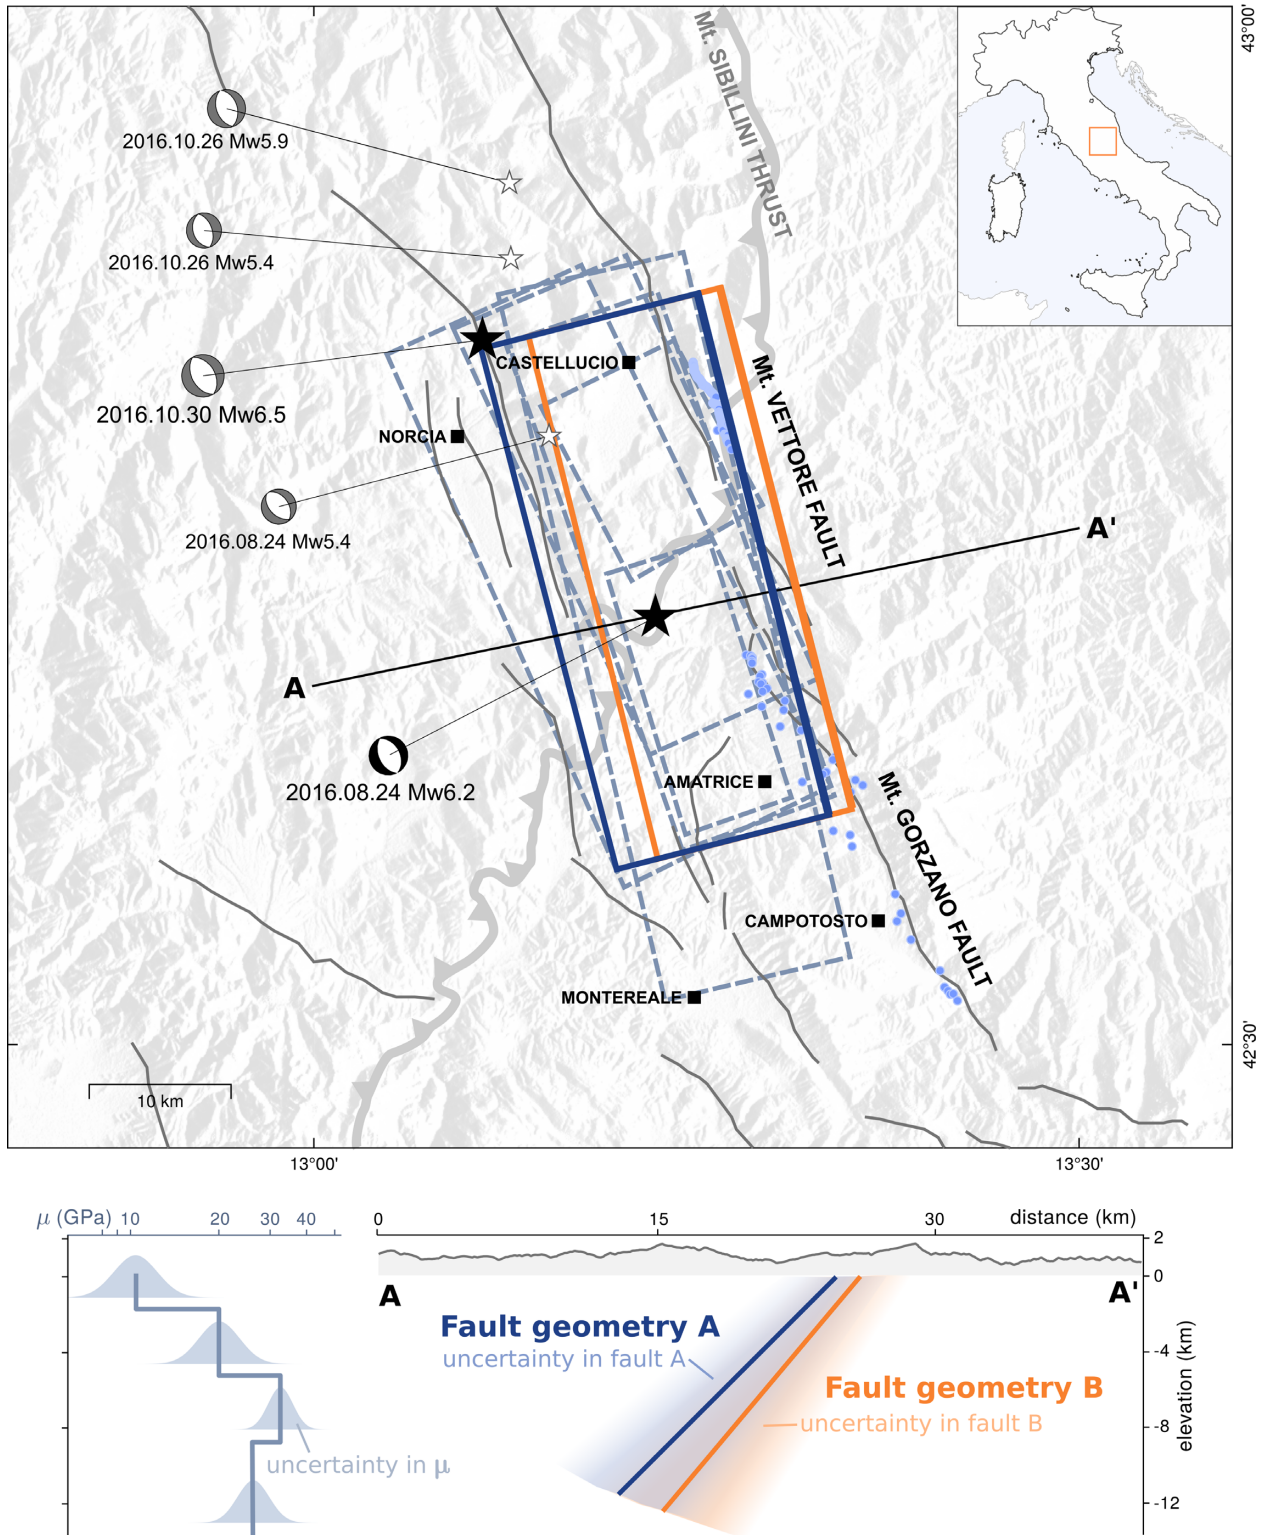 Mt. SIBILLINI THRUST
43°00'
2016.10.26 Mw5.9
2016.10.26 Mw5.4
CASTELLUCIO
2016.10.30 Mw6.5
NORCIA
Mt. VETTORE FAULT
2016.08.24 Mw5.4
A'
A
AMATRICE
2016.08.24 Mw6.2
Mt. GORZANO FAULT
CAMPOTOSTO
MONTEREALE
42°30'
10 km
13°00'
13°30'
μ (GPa) 10 20 30 40
0 15 30 distance (km)
2
0
A
A'
Fault geometry A
uncertainty in fault A
-4
Fault geometry B
uncertainty in fault B
elevation (km)
-8
uncertainty in μ
-12